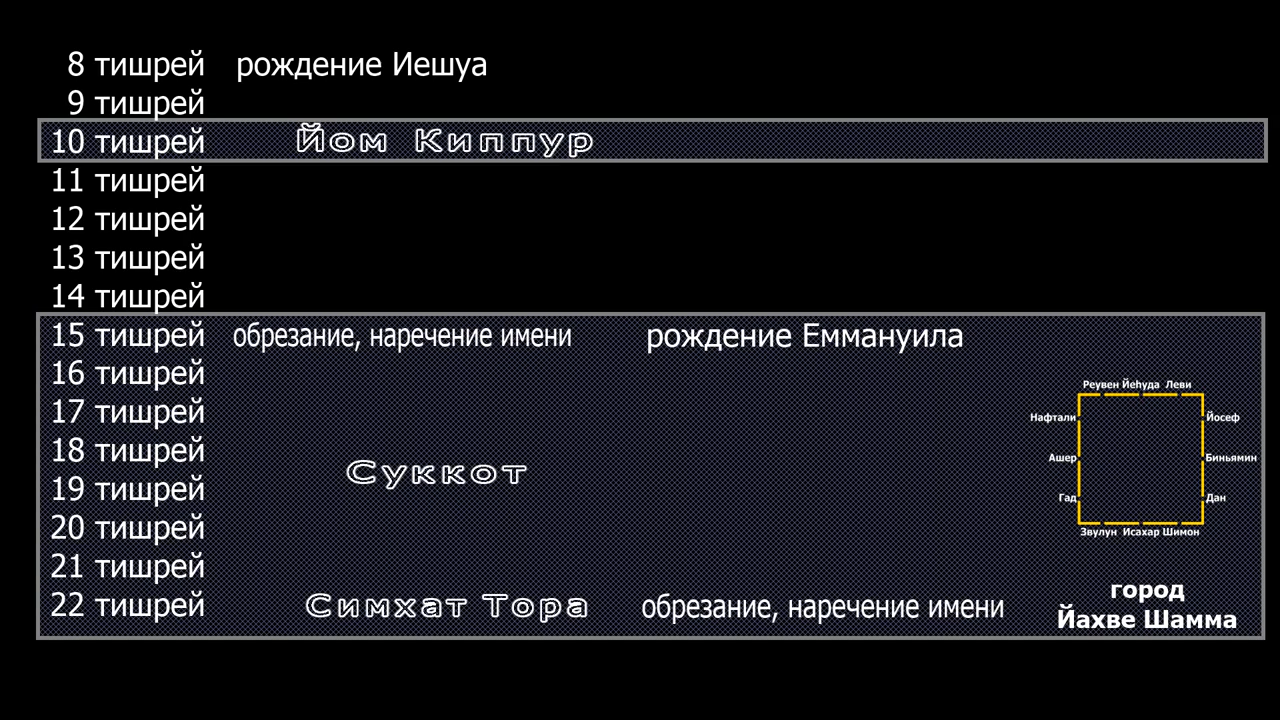 8 тишрей рождение Иешуа
9 тишрей
10 тишрей Йом Киппур
11 тишрей
12 тишрей
13 тишрей
14 тишрей
15 тишрей обрезание, наречение имени рождение Еммануила
16 тишрей
17 тишрей
18 тишрей
19 тишрей
20 тишрей
21 тишрей
22 тишрей
Суккот
Симхат Тора обрезание, наречение имени
Реувен Йеhуда Леви
Нафтали Йосеф
Ашер Биньямин
Гад Дан
Звулун Исахар Шимон
город
Йахве Шамма